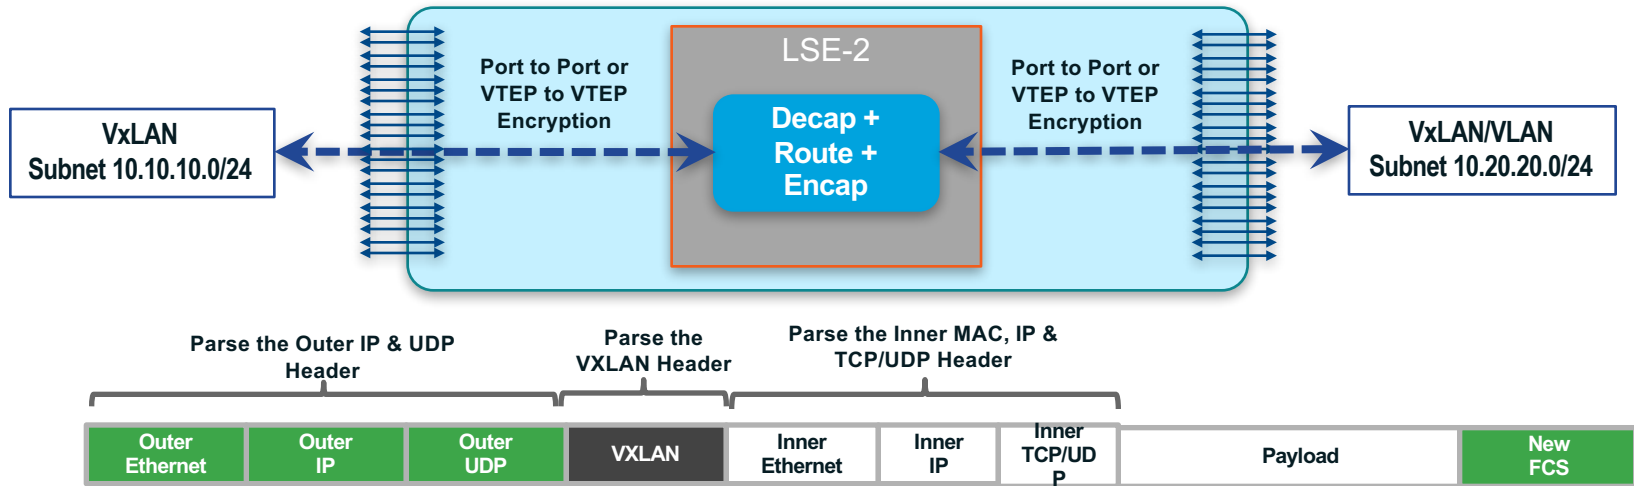 LSE-2
Port to Port or
VTEP to VTEP
Encryption
Decap +
Route +
Encap
Port to Port or
VTEP to VTEP
Encryption
VxLAN
Subnet 10.10.10.0/24
VxLAN/VLAN
Subnet 10.20.20.0/24
Parse the Outer IP & UDP
Header
Parse the
VXLAN Header
Parse the Inner MAC, IP &
TCP/UDP Header
Outer
Ethernet
Outer
IP
Outer
UDP
VXLAN
Inner
Ethernet
Inner
IP
Inner
TCP/UD
P
Payload
New
FCS